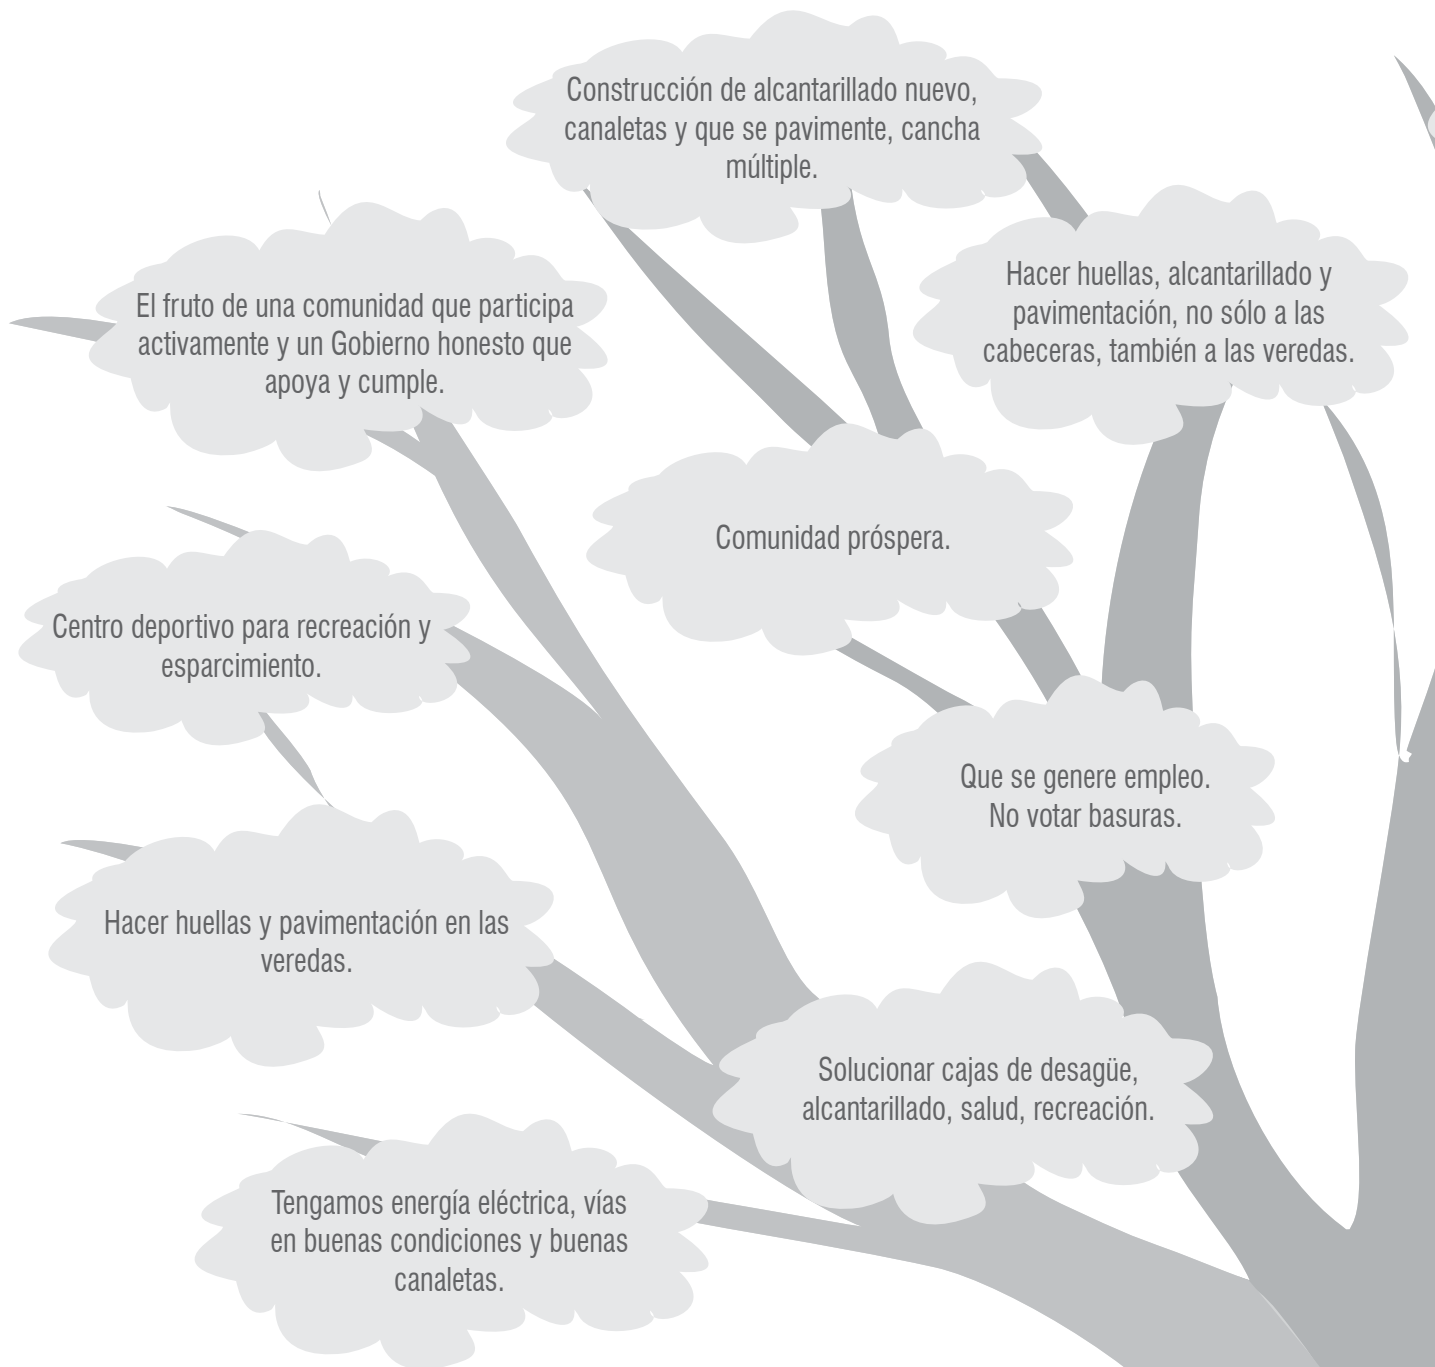 Construcción de alcantarillado nuevo,
canaletas y que se pavimente, cancha
múltiple.
Hacer huellas, alcantarillado y
pavimentación, no sólo a las
cabeceras, también a las veredas.
El fruto de una comunidad que participa
activamente y un Gobierno honesto que
apoya y cumple.
Comunidad próspera.
Centro deportivo para recreación y
esparcimiento.
Que se genere empleo.
No votar basuras.
Hacer huellas y pavimentación en las
veredas.
Solucionar cajas de desagüe,
alcantarillado, salud, recreación.
Tengamos energía eléctrica, vías
en buenas condiciones y buenas
canaletas.